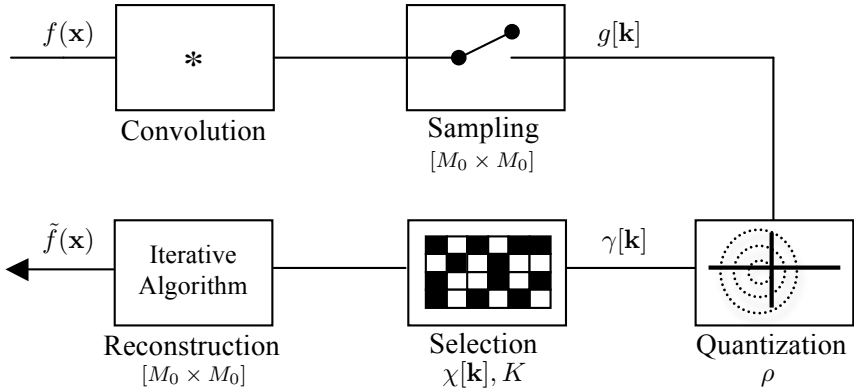 f(𝐱)
*
g[𝐤]
Convolution
Sampling
[M₀ × M₀]
f̃(𝐱)
Iterative
Algorithm
γ[𝐤]
Reconstruction
[M₀ × M₀]
Selection
χ[𝐤], K
Quantization
ρ